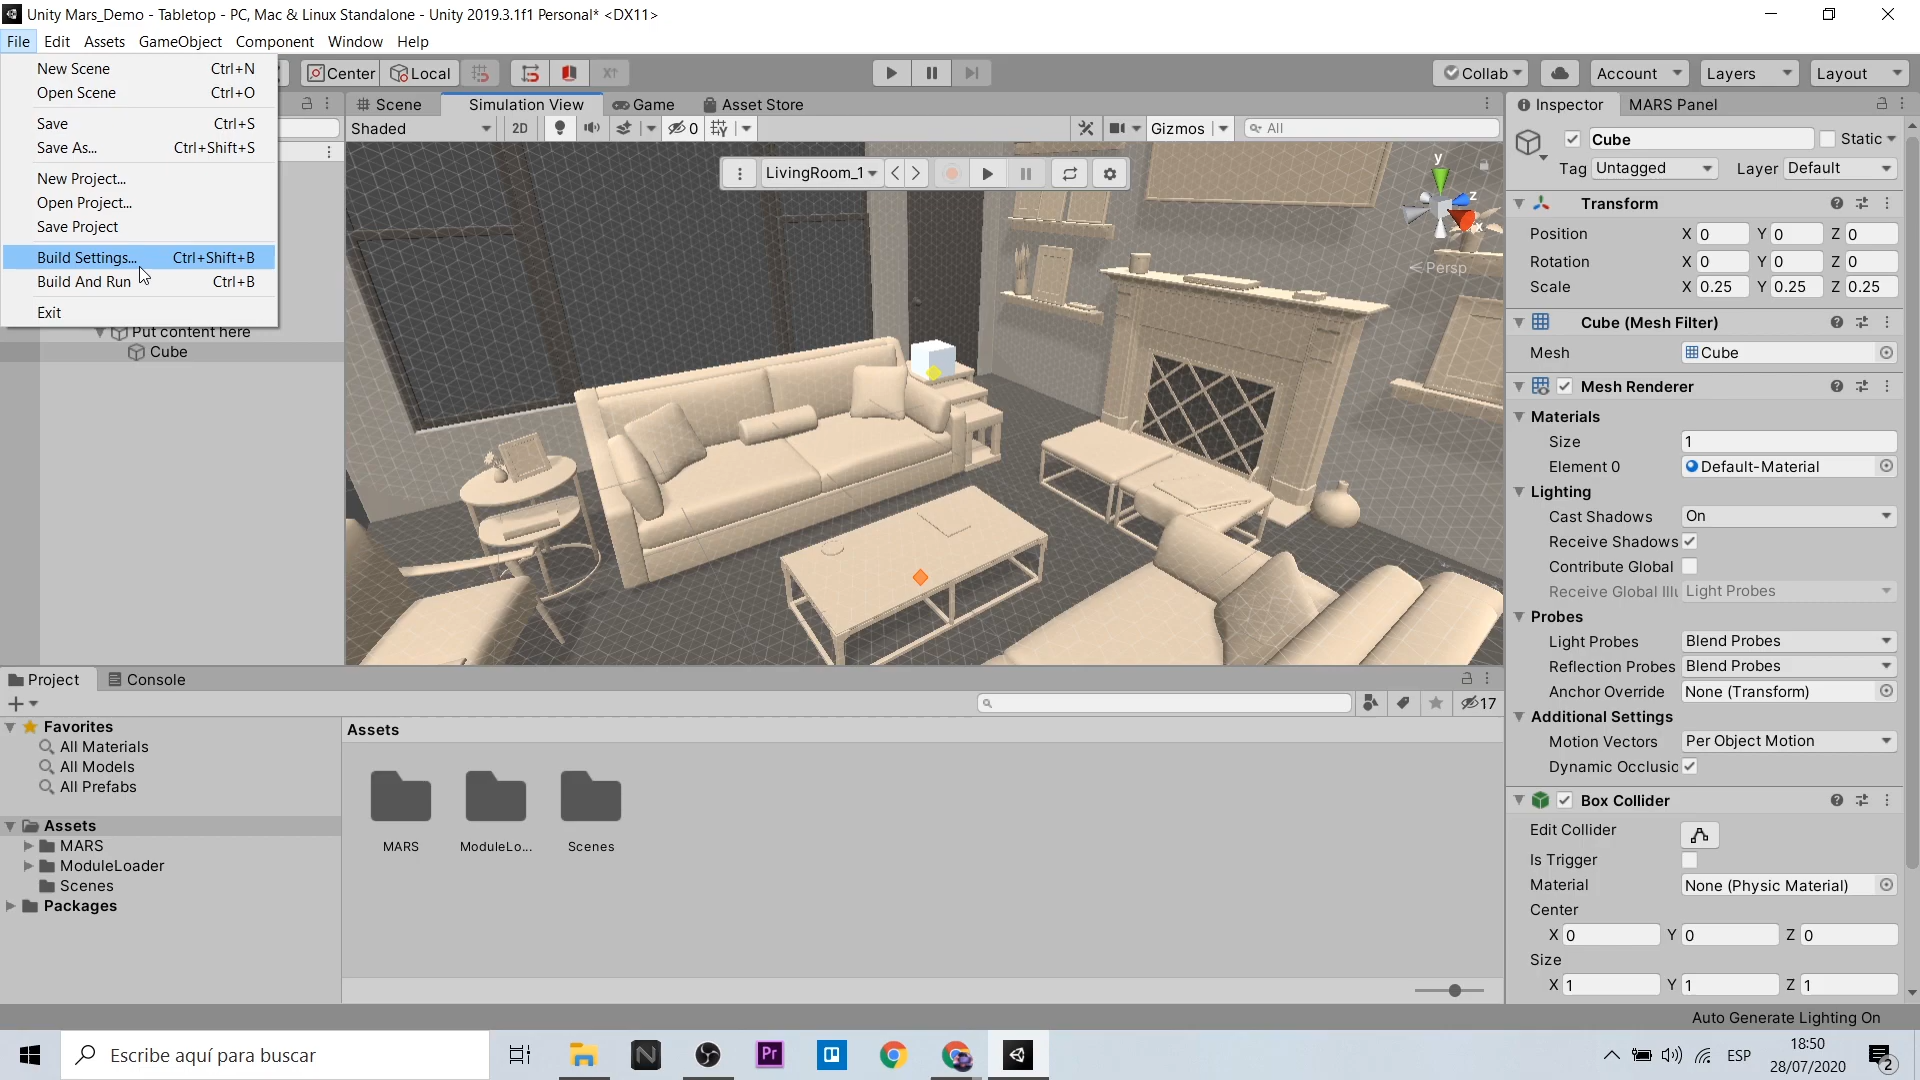 Unity Mars_Demo - Tabletop - PC, Mac & Linux Standalone - Unity 2019.3.1f1 Personal* <DX11>
File Edit Assets GameObject Component Window Help
New Scene Ctrl+N
Open Scene Ctrl+O
Save Ctrl+S
Save As... Ctrl+Shift+S
New Project...
Open Project...
Save Project
Build Settings... Ctrl+Shift+B
Build And Run Ctrl+B
Exit
Put content here
Cube
Center Local
Collab Account Layers Layout
Scene Simulation View Game Asset Store
Shaded 2D 0 Gizmos All
LivingRoom_1
y
z
x
Persp
Inspector MARS Panel
Cube Static
Tag Untagged Layer Default
Transform
Position X 0 Y 0 Z 0
Rotation X 0 Y 0 Z 0
Scale X 0.25 Y 0.25 Z 0.25
Cube (Mesh Filter)
Mesh Cube
Mesh Renderer
Materials
Size 1
Element 0 Default-Material
Lighting
Cast Shadows On
Receive Shadows
Contribute Global
Receive Global Illu Light Probes
Probes
Light Probes Blend Probes
Reflection Probes Blend Probes
Anchor Override None (Transform)
Additional Settings
Motion Vectors Per Object Motion
Dynamic Occlusio
Box Collider
Edit Collider
Is Trigger
Material None (Physic Material)
Center
X 0 Y 0 Z 0
Size
X 1 Y 1 Z 1
Project Console
17
Favorites
All Materials
All Models
All Prefabs
Assets
MARS
ModuleLoader
Scenes
Packages
Assets
MARS ModuleLo... Scenes
Auto Generate Lighting On
Escribe aquí para buscar
Pr
ESP
18:50
28/07/2020
2